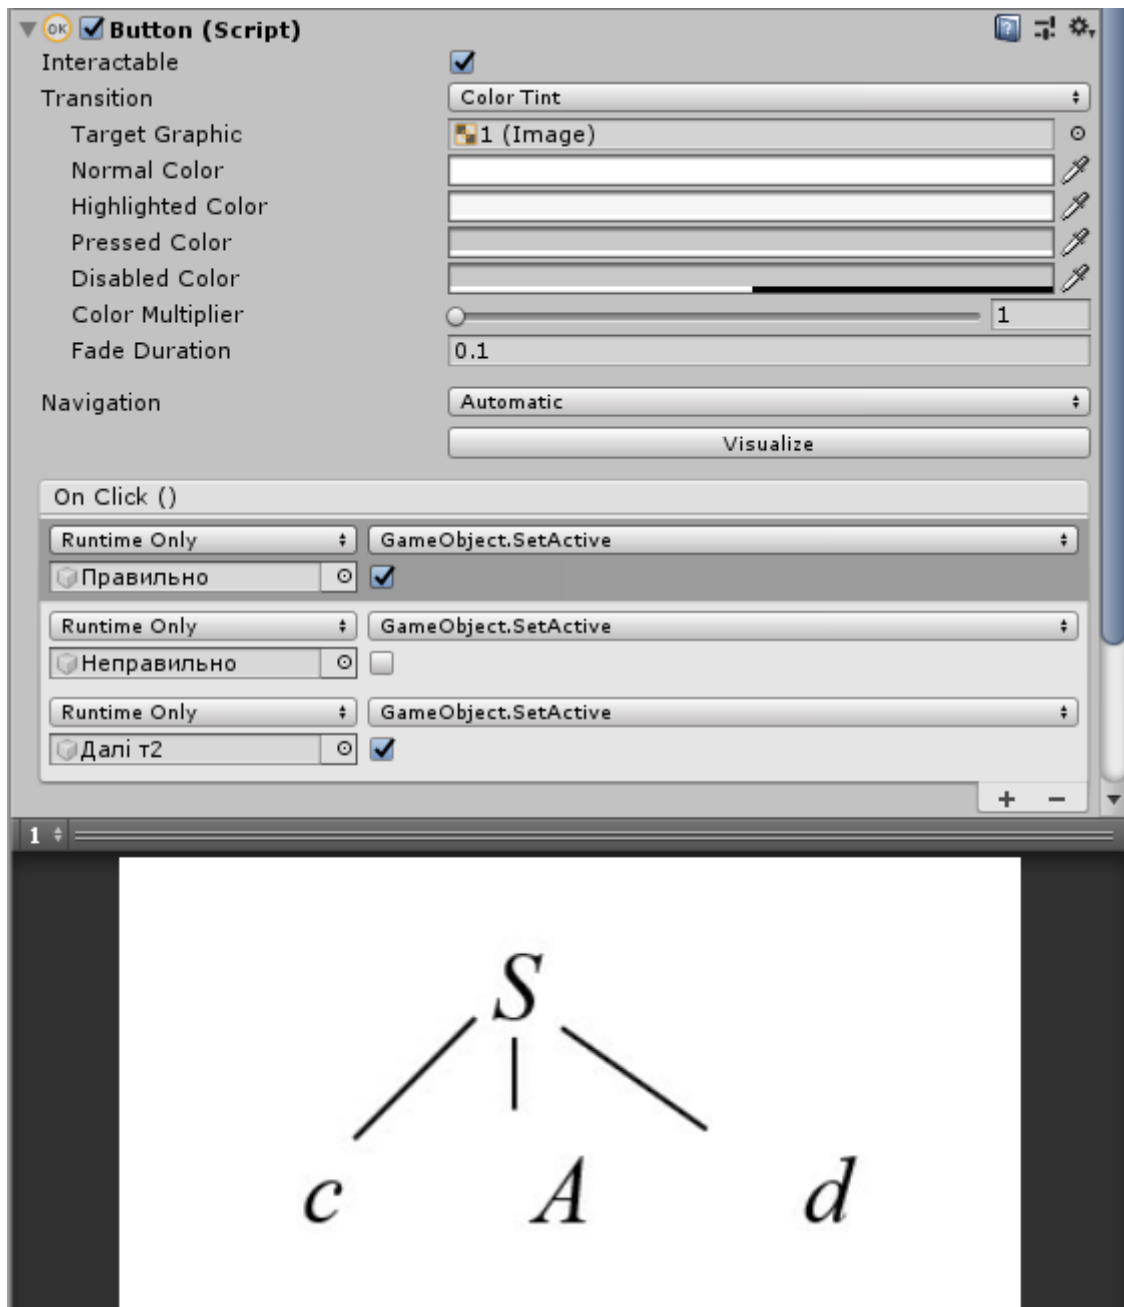 OK Button (Script)
Interactable
Transition Color Tint
Target Graphic 1 (Image)
Normal Color
Highlighted Color
Pressed Color
Disabled Color
Color Multiplier 1
Fade Duration 0.1
Navigation Automatic
Visualize
On Click ()
Runtime Only GameObject.SetActive
Правильно
Runtime Only GameObject.SetActive
Неправильно
Runtime Only GameObject.SetActive
Далі т2
+ −
1
S
c A d